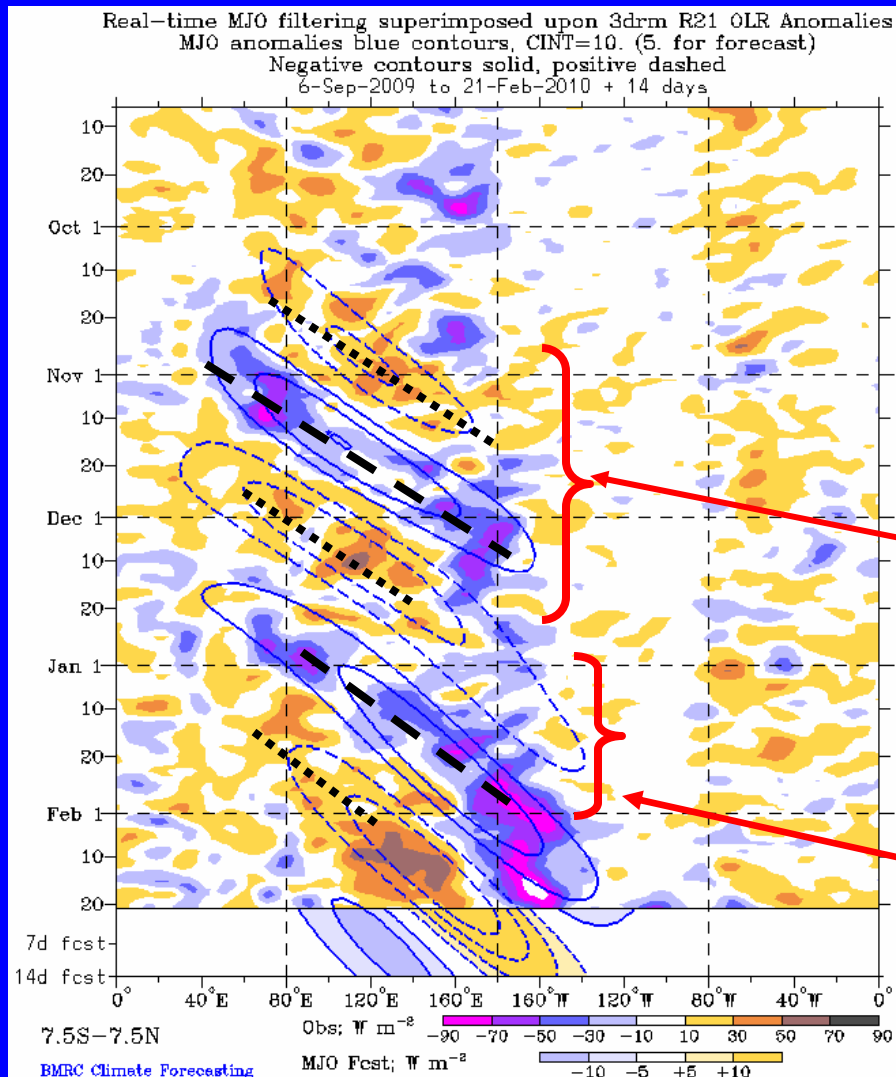 Real-time MJO filtering superimposed upon 3drm R21 OLR Anomalies
MJO anomalies blue contours, CINT=10. (5. for forecast)
Negative contours solid, positive dashed
6-Sep-2009 to 21-Feb-2010 + 14 days
10
20
Oct 1
10
20
Nov 1
10
20
Dec 1
10
20
Jan 1
10
20
Feb 1
10
20
7d fcst
14d fcst
0° 40°E 80°E 120°E 160°W 120°W 80°W 40°W 0°
7.5S-7.5N
Obs; W m⁻²
-90 -70 -50 -30 -10 10 30 50 70 90
BMRC Climate Forecasting
MJO Fcst; W m⁻²
-10 -5 +5 +10